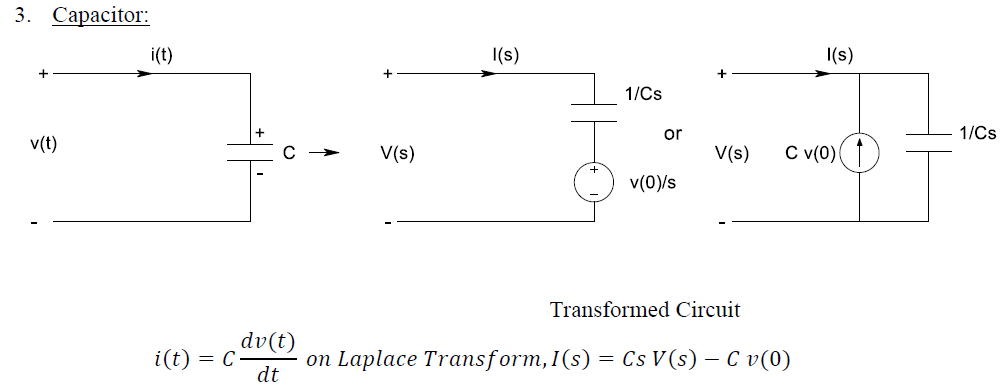 3. Capacitor:
i(t) I(s) I(s)
+ + +
1/Cs
+ or 1/Cs
v(t) C V(s) V(s) C v(0)
- + v(0)/s
-
- - -
Transformed Circuit
i(t) = C dv(t)/dt on Laplace Transform, I(s) = Cs V(s) − C v(0)